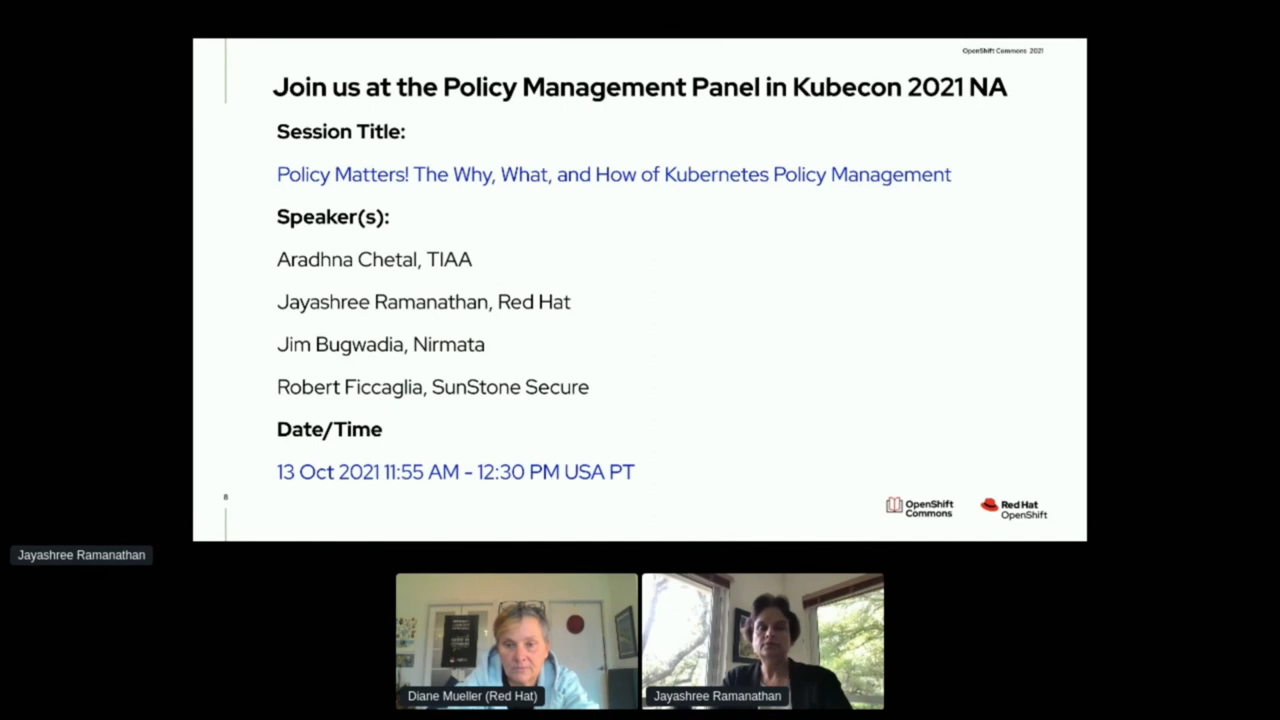 OpenShift Commons 2021
Join us at the Policy Management Panel in Kubecon 2021 NA
Session Title:
Policy Matters! The Why, What, and How of Kubernetes Policy Management
Speaker(s):
Aradhna Chetal, TIAA
Jayashree Ramanathan, Red Hat
Jim Bugwadia, Nirmata
Robert Ficcaglia, SunStone Secure
Date/Time
13 Oct 2021 11:55 AM - 12:30 PM USA PT
8
OpenShift
Commons
Red Hat
OpenShift
Jayashree Ramanathan
Diane Mueller (Red Hat)
Jayashree Ramanathan